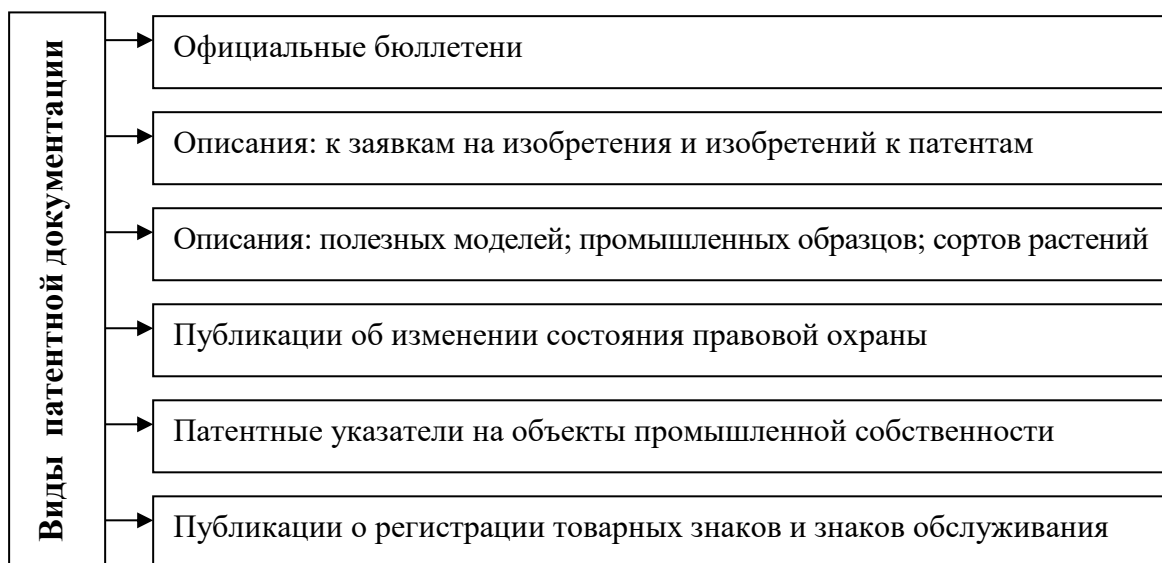 Виды патентной документации
Официальные бюллетени
Описания: к заявкам на изобретения и изобретений к патентам
Описания: полезных моделей; промышленных образцов; сортов растений
Публикации об изменении состояния правовой охраны
Патентные указатели на объекты промышленной собственности
Публикации о регистрации товарных знаков и знаков обслуживания